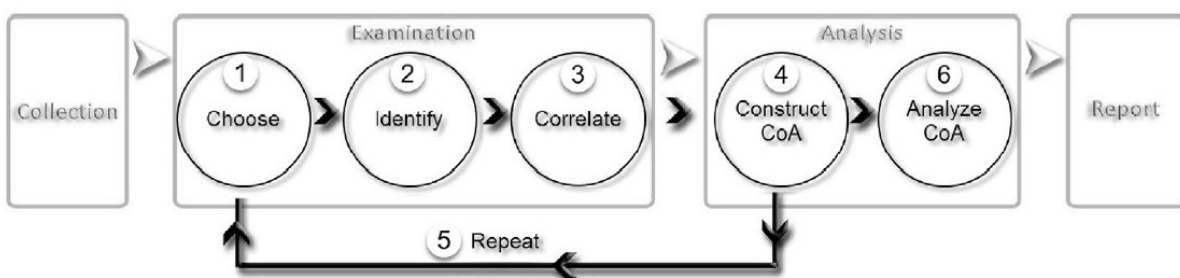 Collection
Examination
1
Choose
2
Identify
3
Correlate
Analysis
4
Construct
CoA
6
Analyze
CoA
Report
5 Repeat